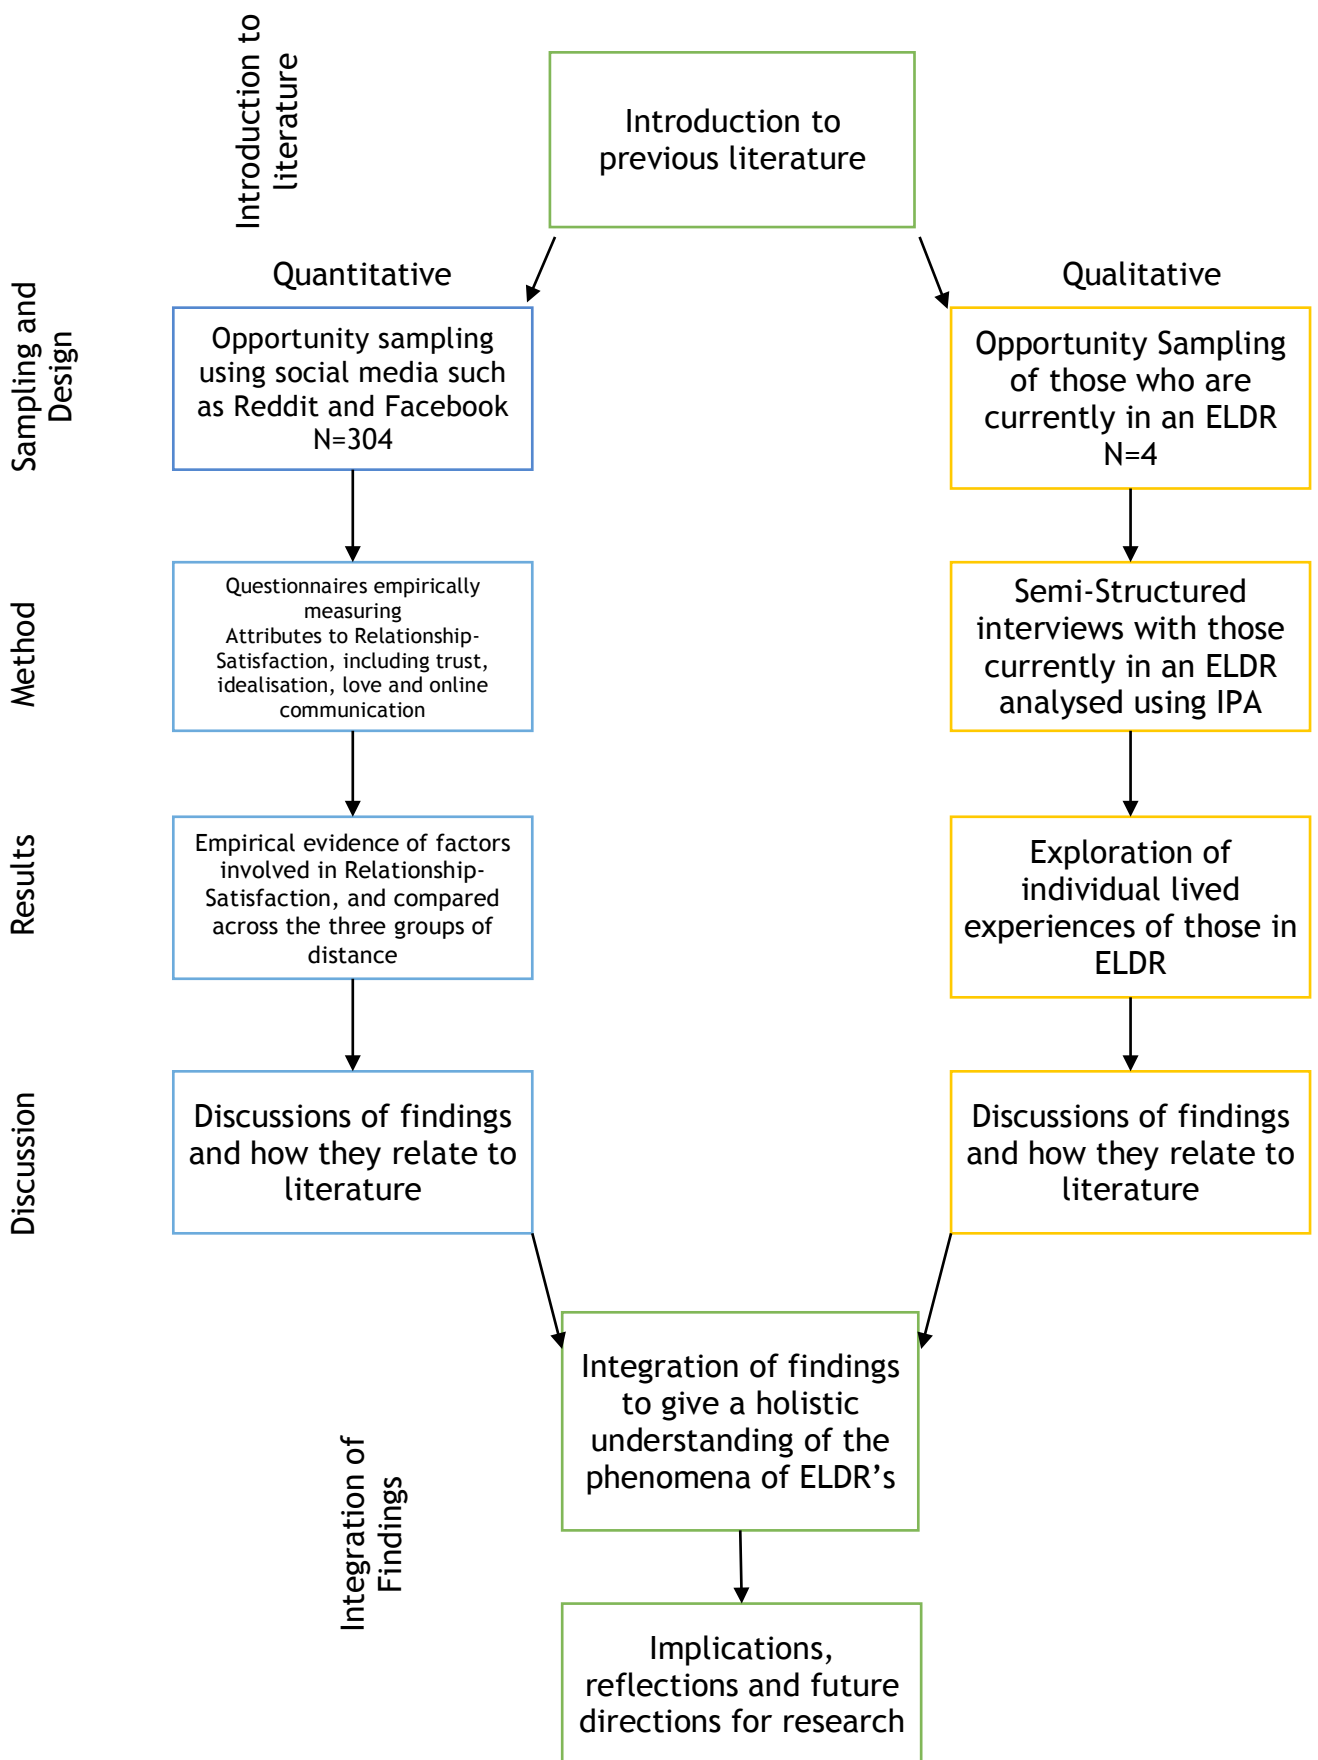 Introduction to
literature
Introduction to
previous literature
Quantitative
Qualitative
Sampling and
Design
Opportunity sampling
using social media such
as Reddit and Facebook
N=304
Opportunity Sampling
of those who are
currently in an ELDR
N=4
Method
Questionnaires empirically
measuring
Attributes to Relationship-
Satisfaction, including trust,
idealisation, love and online
communication
Semi-Structured
interviews with those
currently in an ELDR
analysed using IPA
Results
Empirical evidence of factors
involved in Relationship-
Satisfaction, and compared
across the three groups of
distance
Exploration of
individual lived
experiences of those in
ELDR
Discussion
Discussions of findings
and how they relate to
literature
Discussions of findings
and how they relate to
literature
Integration of
Findings
Integration of findings
to give a holistic
understanding of the
phenomena of ELDR’s
Implications,
reflections and future
directions for research